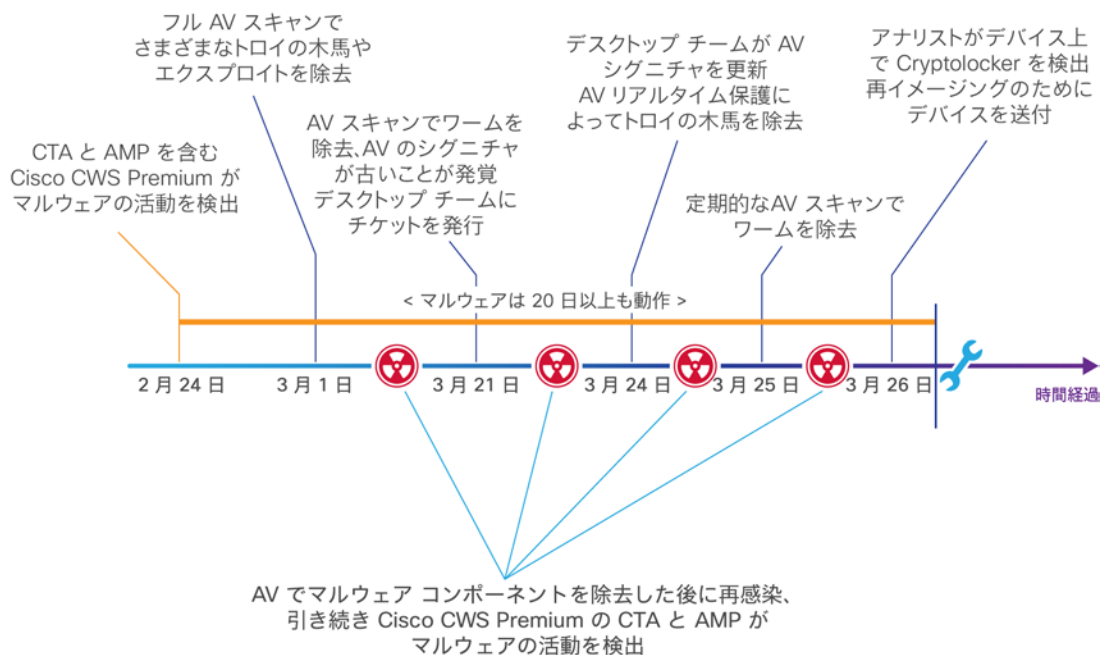 フル AV スキャンで
さまざまなトロイの木馬や
エクスプロイトを除去
デスクトップ チームが AV
シグニチャを更新
AV リアルタイム保護に
よってトロイの木馬を除去
アナリストがデバイス上
で Cryptolocker を検出
再イメージングのために
デバイスを送付
CTA と AMP を含む
Cisco CWS Premium が
マルウェアの活動を検出
AV スキャンでワームを
除去、AV のシグニチャ
が古いことが発覚
デスクトップ チームに
チケットを発行
定期的なAV スキャンで
ワームを除去
< マルウェアは 20 日以上も動作 >
2 月 24 日
3 月 1 日
3 月 21 日
3 月 24 日
3 月 25 日
3 月 26 日
時間経過
AV でマルウェア コンポーネントを除去した後に再感染、
引き続き Cisco CWS Premium の CTA と AMP が
マルウェアの活動を検出